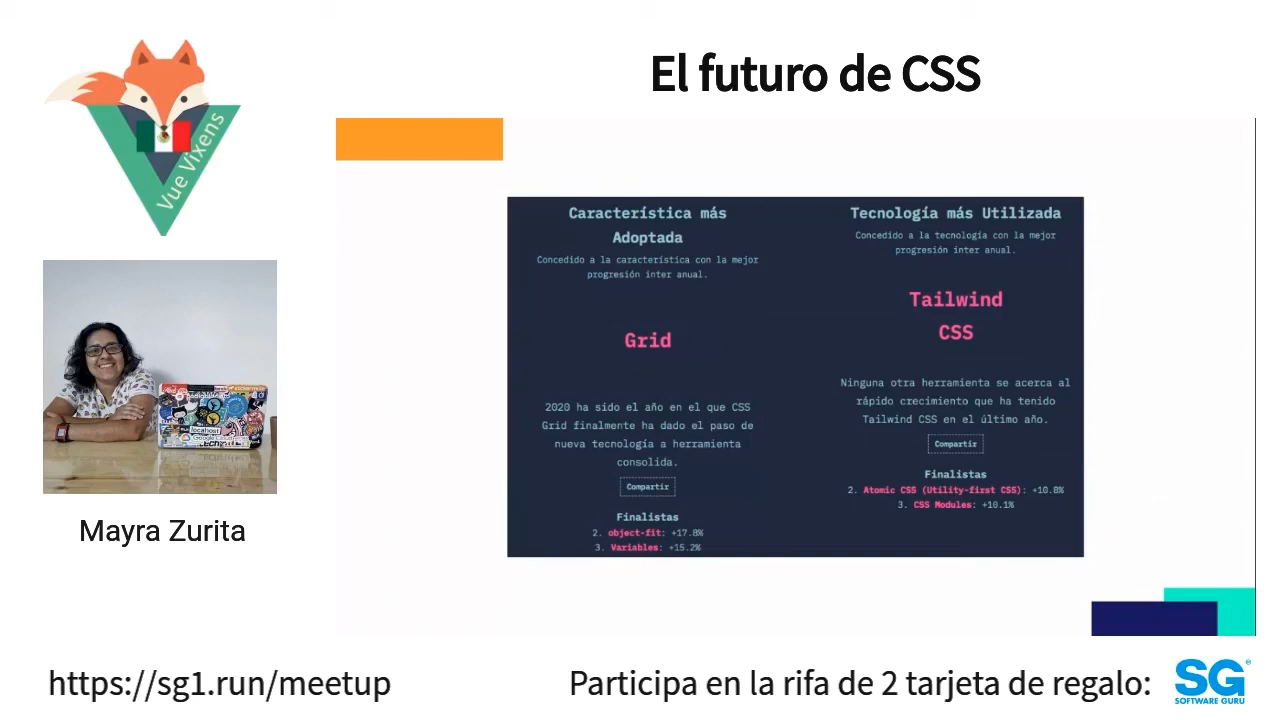 El futuro de CSS
Vue Vixens
Característica más
Adoptada
Concedido a la característica con la mejor
progresión inter anual.
Grid
2020 ha sido el año en el que CSS
Grid finalmente ha dado el paso de
nueva tecnología a herramienta
consolida.
Compartir
Finalistas
2. object-fit: +17.8%
3. Variables: +15.2%
Tecnología más Utilizada
Concedido a la tecnología con la mejor
progresión inter anual.
Tailwind
CSS
Ninguna otra herramienta se acerca al
rápido crecimiento que ha tenido
Tailwind CSS en el último año.
Compartir
Finalistas
2. Atomic CSS (Utility-first CSS): +10.8%
3. CSS Modules: +10.1%
localhost
Google Cloud
Mayra Zurita
https://sg1.run/meetup
Participa en la rifa de 2 tarjeta de regalo:
SG
SOFTWARE GURU